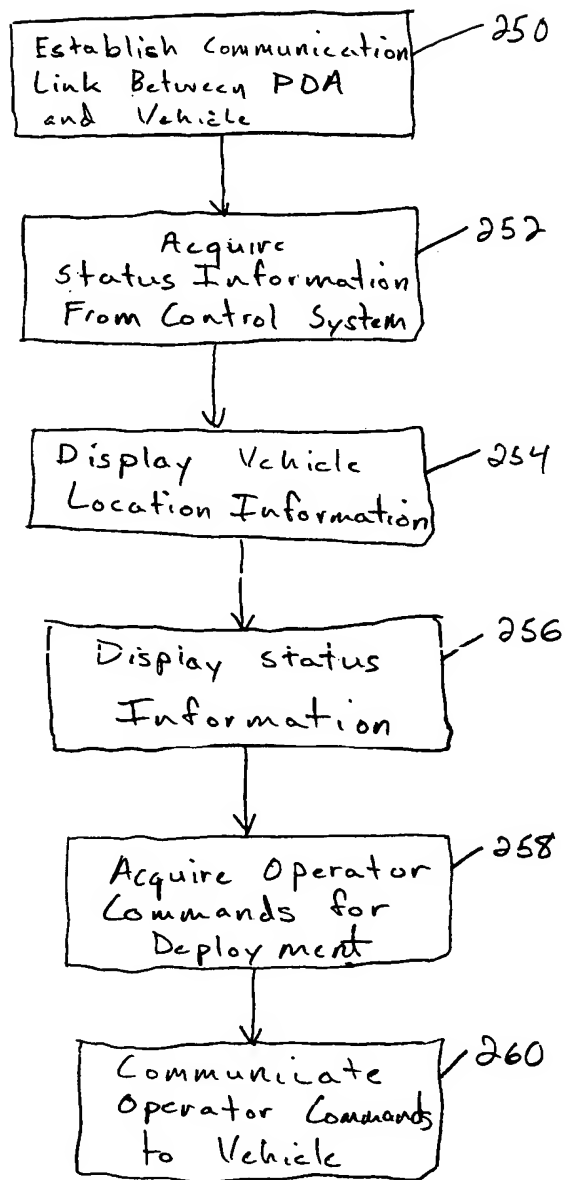 Establish Communication
Link Between PDA
and Vehicle
250
Acquire
Status Information
From Control System
252
Display Vehicle
Location Information
254
Display status
Information
256
Acquire Operator
Commands for
Deployment
258
Communicate
Operator Commands
to Vehicle
260